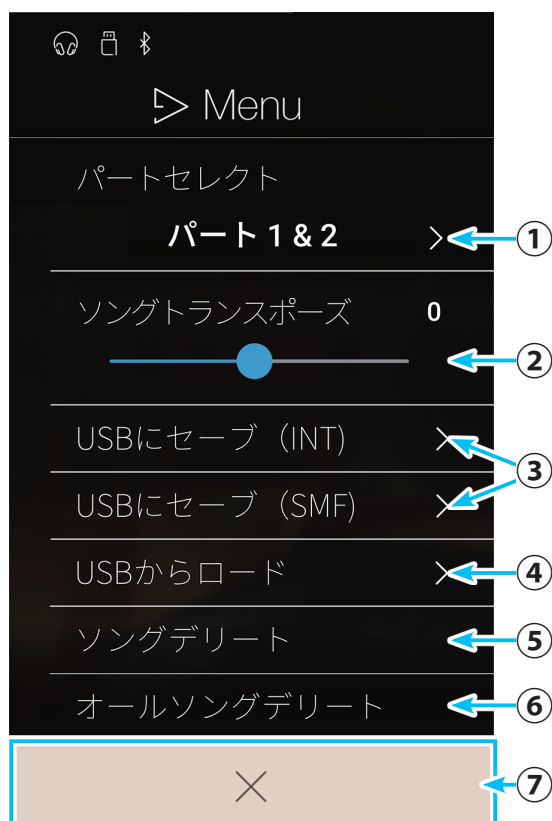 Menu
パートセレクト
パート 1 & 2
①
ソングトランスポーズ 0
②
USBにセーブ（INT)
③
USBにセーブ（SMF)
USBからロード
④
ソングデリート
⑤
オールソングデリート
⑥
⑦